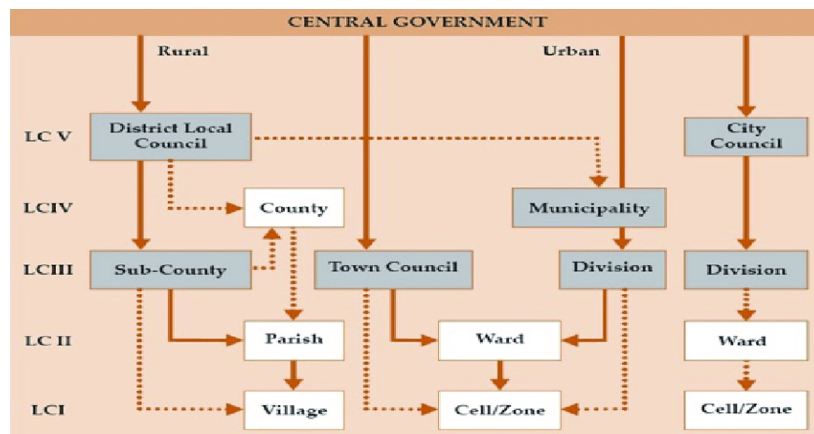 CENTRAL GOVERNMENT
Rural
Urban
LC V
District Local
Council
City
Council
LCIV
County
Municipality
LCIII
Sub-County
Town Council
Division
Division
LC II
Parish
Ward
Ward
LCI
Village
Cell/Zone
Cell/Zone